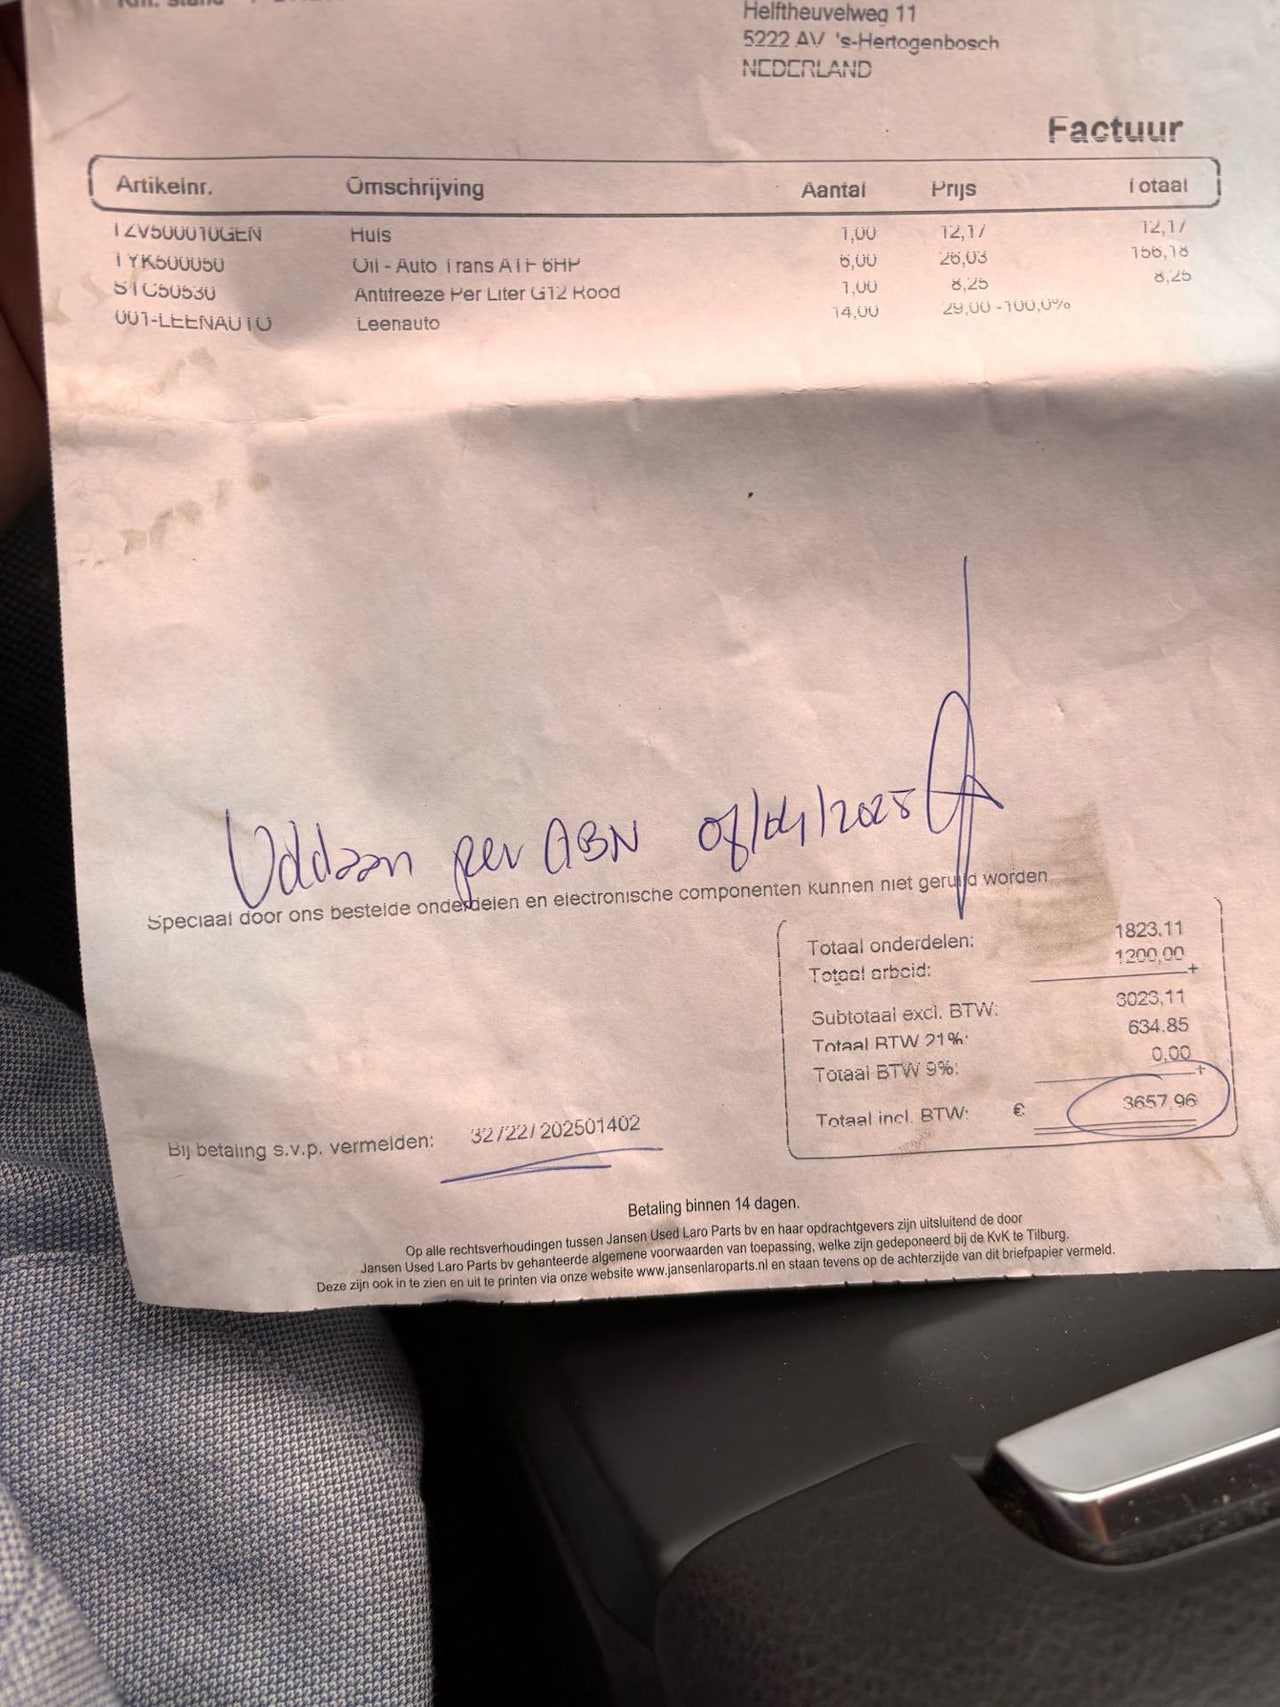 Km. stand
Helftheuvelweg 11
5222 AV 's-Hertogenbosch
NEDERLAND
Factuur
Artikelnr. Omschrijving Aantal Prijs Totaal
TZV500010GEN Huis 1,00 12,17 12,17
TYK500050 Oil - Auto Trans ATF 6HP 6,00 26,03 156,18
STC50530 Antifreeze Per Liter G12 Rood 1,00 8,25 8,25
001-LEENAUTO Leenauto 14,00 29,00 -100,0%
Voldaan per ABN 08/04/2025
Speciaal door ons bestelde onderdelen en electronische componenten kunnen niet geruild worden
Totaal onderdelen: 1823,11
Totaal arbeid: 1200,00
+
Subtotaal excl. BTW: 3023,11
Totaal BTW 21%: 634,85
Totaal BTW 9%: 0,00
+
Totaal incl. BTW: € 3657,96
Bij betaling s.v.p. vermelden: 32/22/202501402
Betaling binnen 14 dagen.
Op alle rechtsverhoudingen tussen Jansen Used Laro Parts bv en haar opdrachtgevers zijn uitsluitend de door
Jansen Used Laro Parts bv gehanteerde algemene voorwaarden van toepassing, welke zijn gedeponeerd bij de KvK te Tilburg.
Deze zijn ook in te zien en uit te printen via onze website www.jansenlaroparts.nl en staan tevens op de achterzijde van dit briefpapier vermeld.